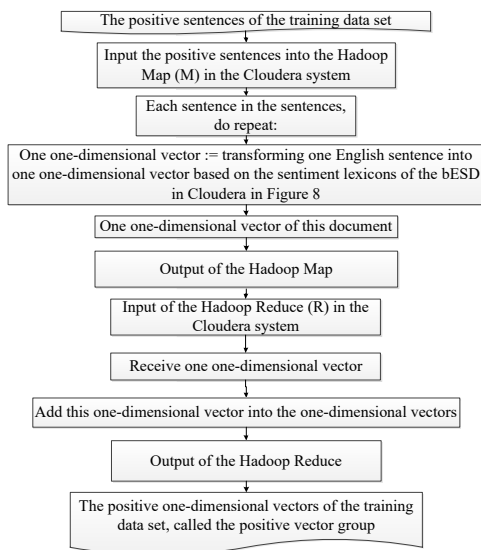 The positive sentences of the training data set
Input the positive sentences into the Hadoop
Map (M) in the Cloudera system
Each sentence in the sentences,
do repeat:
One one-dimensional vector := transforming one English sentence into
one one-dimensional vector based on the sentiment lexicons of the bESD
in Cloudera in Figure 8
One one-dimensional vector of this document
Output of the Hadoop Map
Input of the Hadoop Reduce (R) in the
Cloudera system
Receive one one-dimensional vector
Add this one-dimensional vector into the one-dimensional vectors
Output of the Hadoop Reduce
The positive one-dimensional vectors of the training
data set, called the positive vector group